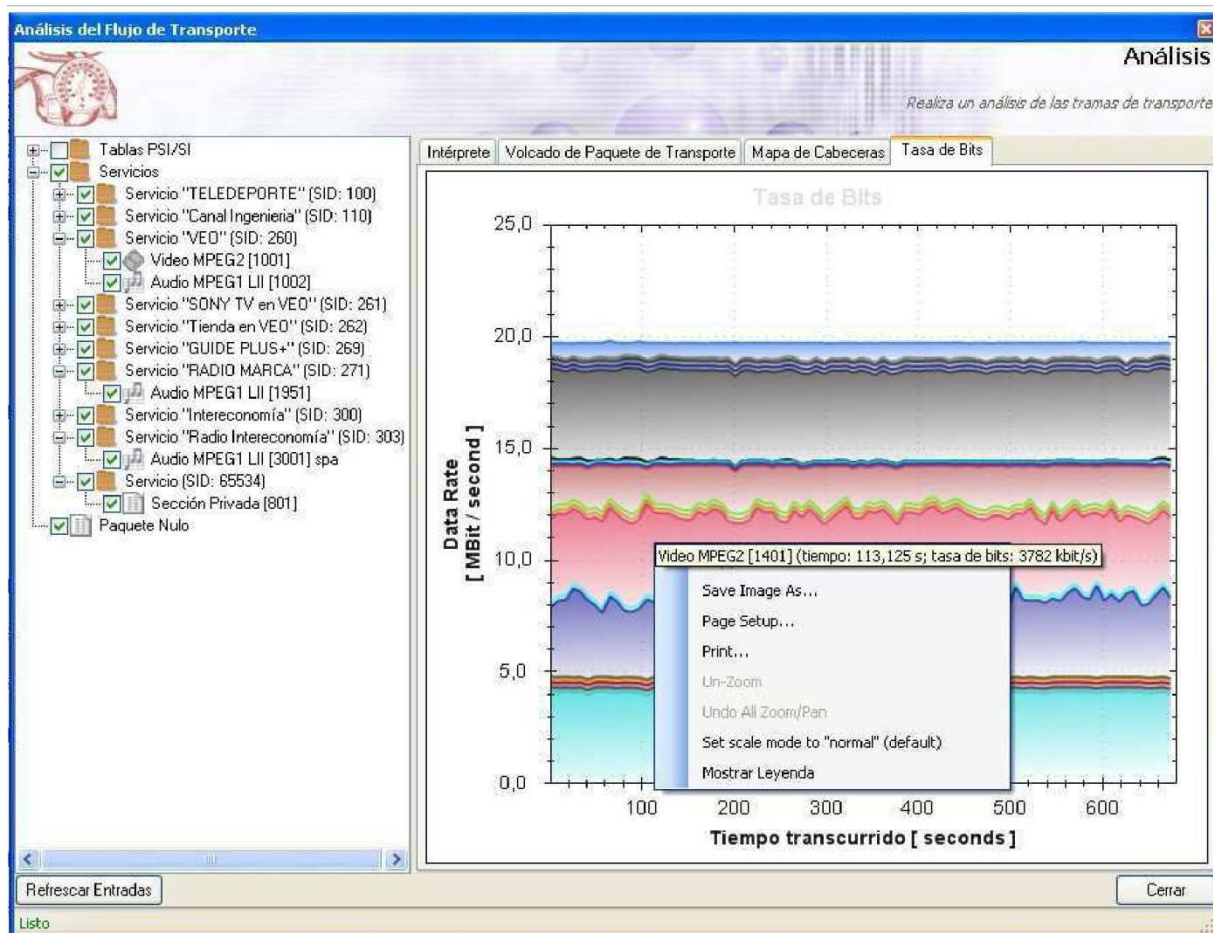 Análisis del Flujo de Transporte
Análisis
Realiza un análisis de las tramas de transporte
Tablas PSI/SI
Servicios
Servicio "TELEDEPORTE" (SID: 100)
Servicio "Canal Ingenieria" (SID: 110)
Servicio "VEO" (SID: 260)
Video MPEG2 [1001]
Audio MPEG1 LII [1002]
Servicio "SONY TV en VEO" (SID: 261)
Servicio "Tienda en VEO" (SID: 262)
Servicio "GUIDE PLUS+" (SID: 269)
Servicio "RADIO MARCA" (SID: 271)
Audio MPEG1 LII [1951]
Servicio "Intereconomía" (SID: 300)
Servicio "Radio Intereconomía" (SID: 303)
Audio MPEG1 LII [3001] spa
Servicio (SID: 65534)
Sección Privada [801]
Paquete Nulo
Intérprete Volcado de Paquete de Transporte Mapa de Cabeceras Tasa de Bits
Tasa de Bits
25,0
20,0
15,0
10,0
5,0
0,0
Data Rate
[ MBit / second ]
Video MPEG2 [1401] (tiempo: 113,125 s; tasa de bits: 3782 kbit/s)
Save Image As...
Page Setup...
Print...
Un-Zoom
Undo All Zoom/Pan
Set scale mode to "normal" (default)
Mostrar Leyenda
100 200 300 400 500 600
Tiempo transcurrido [ seconds ]
Refrescar Entradas
Cerrar
Listo